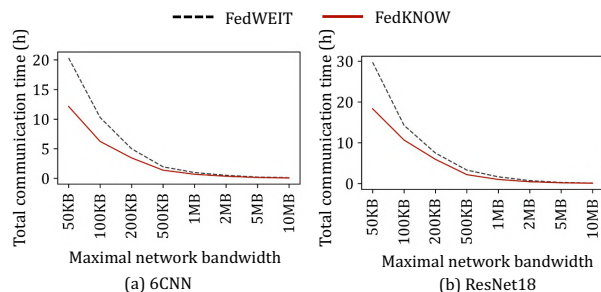 FedWEIT FedKNOW
Total communication time (h)
20
15
10
5
0
50KB
100KB
200KB
500KB
1MB
2MB
5MB
10MB
Maximal network bandwidth
(a) 6CNN
Total communication time (h)
30
20
10
0
50KB
100KB
200KB
500KB
1MB
2MB
5MB
10MB
Maximal network bandwidth
(b) ResNet18